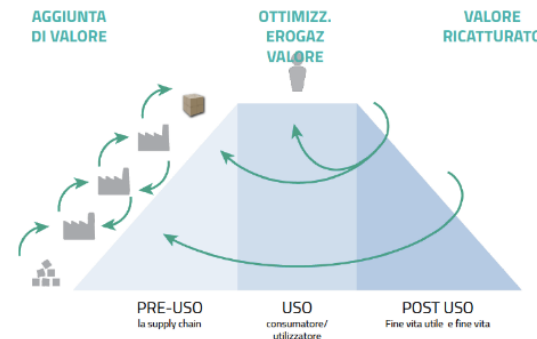 AGGIUNTA
DI VALORE
OTTIMIZZ.
EROGAZ
VALORE
VALORE
RICATTURATO
PRE-USO
la supply chain
USO
consumatore/
utilizzatore
POST USO
Fine vita utile e fine vita